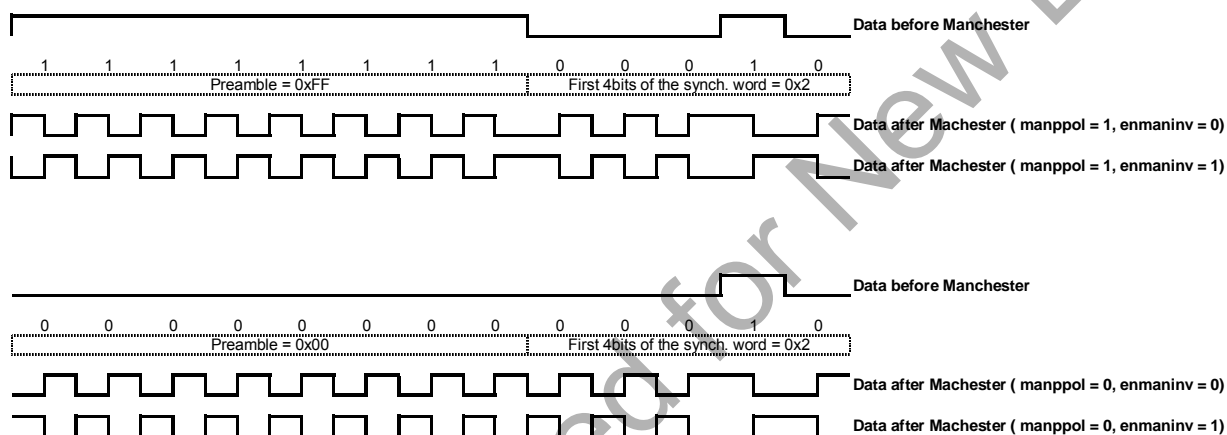 Data before Manchester
1 1 1 1 1 1 1 1 0 0 0 1 0
Preamble = 0xFF First 4bits of the synch. word = 0x2
Data after Machester ( manppol = 1, enmaninv = 0)
Data after Machester ( manppol = 1, enmaninv = 1)
Data before Manchester
0 0 0 0 0 0 0 0 0 0 0 1 0
Preamble = 0x00 First 4bits of the synch. word = 0x2
Data after Machester ( manppol = 0, enmaninv = 0)
Data after Machester ( manppol = 0, enmaninv = 1)
ed for New